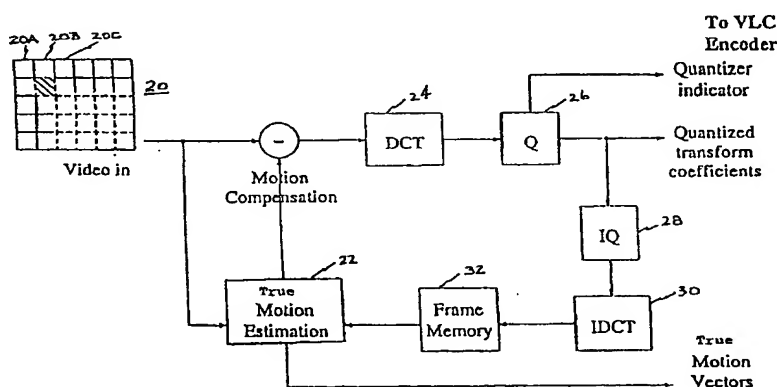 20A 20B 20C
20
Video in
−
Motion
Compensation
24
DCT
26
Q
To VLC
Encoder
Quantizer
indicator
Quantized
transform
coefficients
28
IQ
22
True
Motion
Estimation
32
Frame
Memory
30
IDCT
True
Motion
Vectors